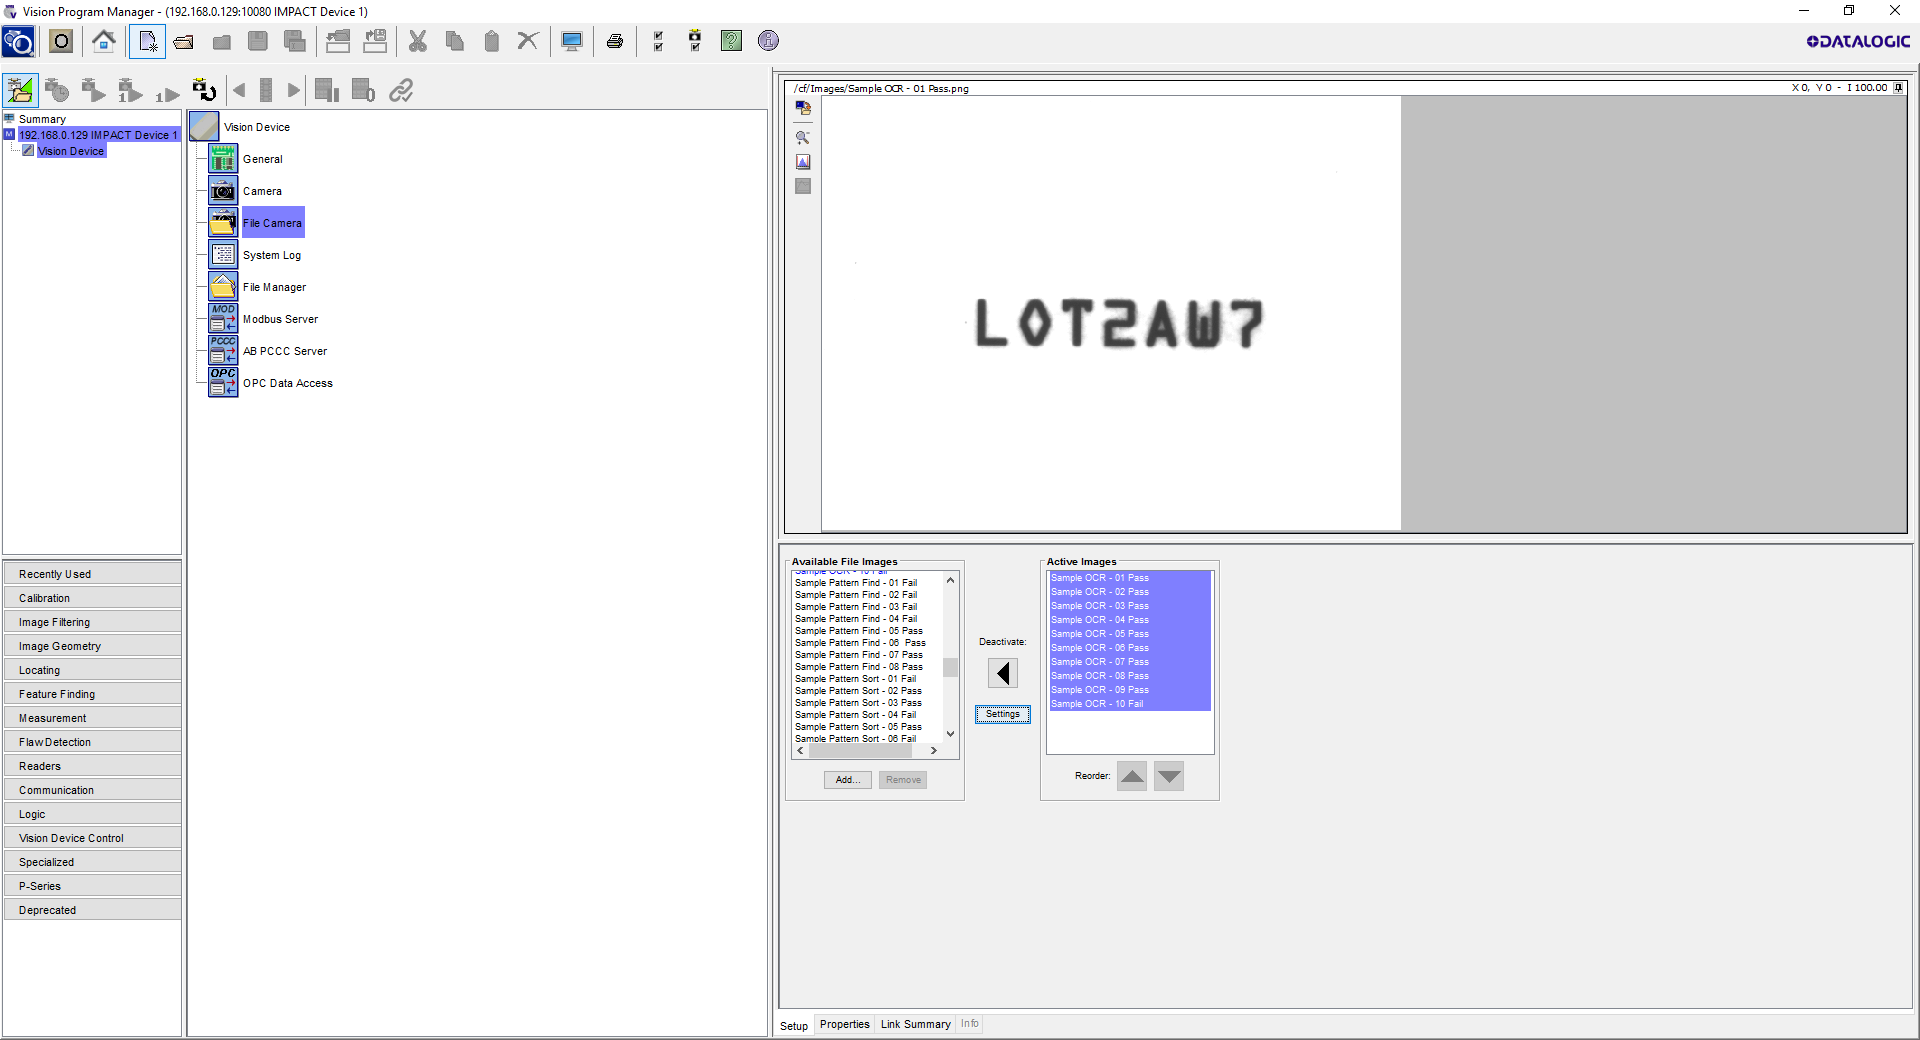 Vision Program Manager - (192.168.0.129:10080 IMPACT Device 1)
DATALOGIC
Summary
192.168.0.129 IMPACT Device 1
Vision Device
Recently Used
Calibration
Image Filtering
Image Geometry
Locating
Feature Finding
Measurement
Flaw Detection
Readers
Communication
Logic
Vision Device Control
Specialized
P-Series
Deprecated
Vision Device
General
Camera
File Camera
System Log
File Manager
MOD Modbus Server
PCCC AB PCCC Server
OPC OPC Data Access
/cf/Images/Sample OCR - 01 Pass.png
X 0, Y 0 - I 100.00
LOT2AW7
Available File Images
Sample OCR - 10 Fail
Sample Pattern Find - 01 Fail
Sample Pattern Find - 02 Fail
Sample Pattern Find - 03 Fail
Sample Pattern Find - 04 Fail
Sample Pattern Find - 05 Pass
Sample Pattern Find - 06  Pass
Sample Pattern Find - 07 Pass
Sample Pattern Find - 08 Pass
Sample Pattern Sort - 01 Fail
Sample Pattern Sort - 02 Pass
Sample Pattern Sort - 03 Pass
Sample Pattern Sort - 04 Fail
Sample Pattern Sort - 05 Pass
Sample Pattern Sort - 06 Fail
Add...
Remove
Deactivate:
Settings
Active Images
Sample OCR - 01 Pass
Sample OCR - 02 Pass
Sample OCR - 03 Pass
Sample OCR - 04 Pass
Sample OCR - 05 Pass
Sample OCR - 06 Pass
Sample OCR - 07 Pass
Sample OCR - 08 Pass
Sample OCR - 09 Pass
Sample OCR - 10 Fail
Reorder:
Setup
Properties
Link Summary
Info